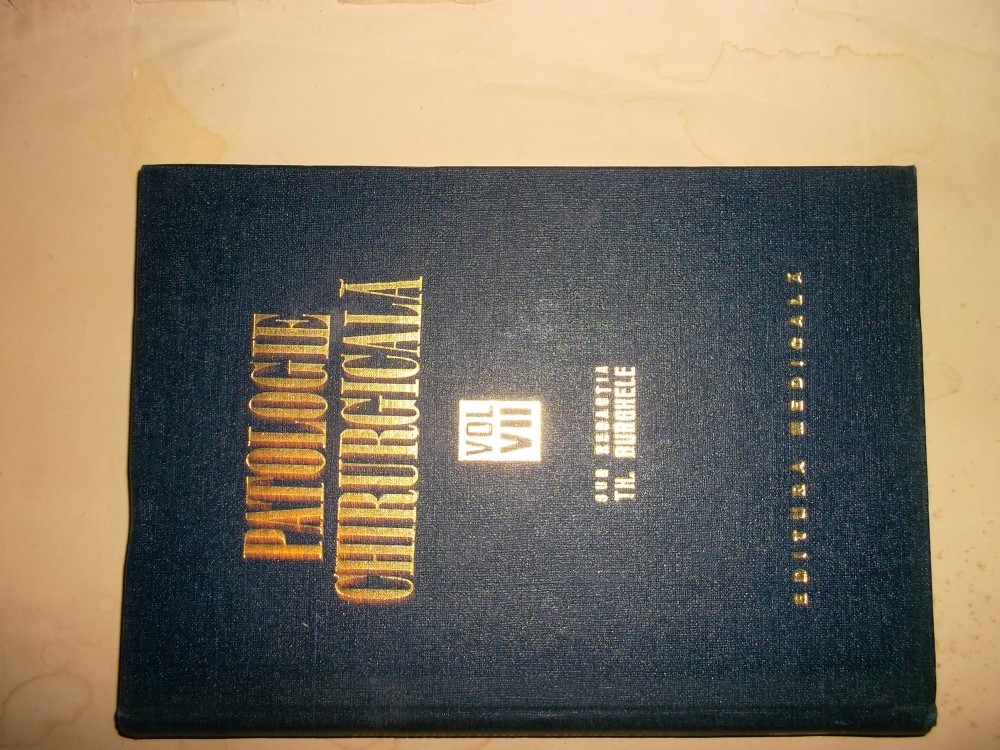 PATOLOGIE
CHIRURGICALĂ
VOL
VII
SUB REDACȚIA
TH. BURGHELE
EDITURA MEDICALĂ